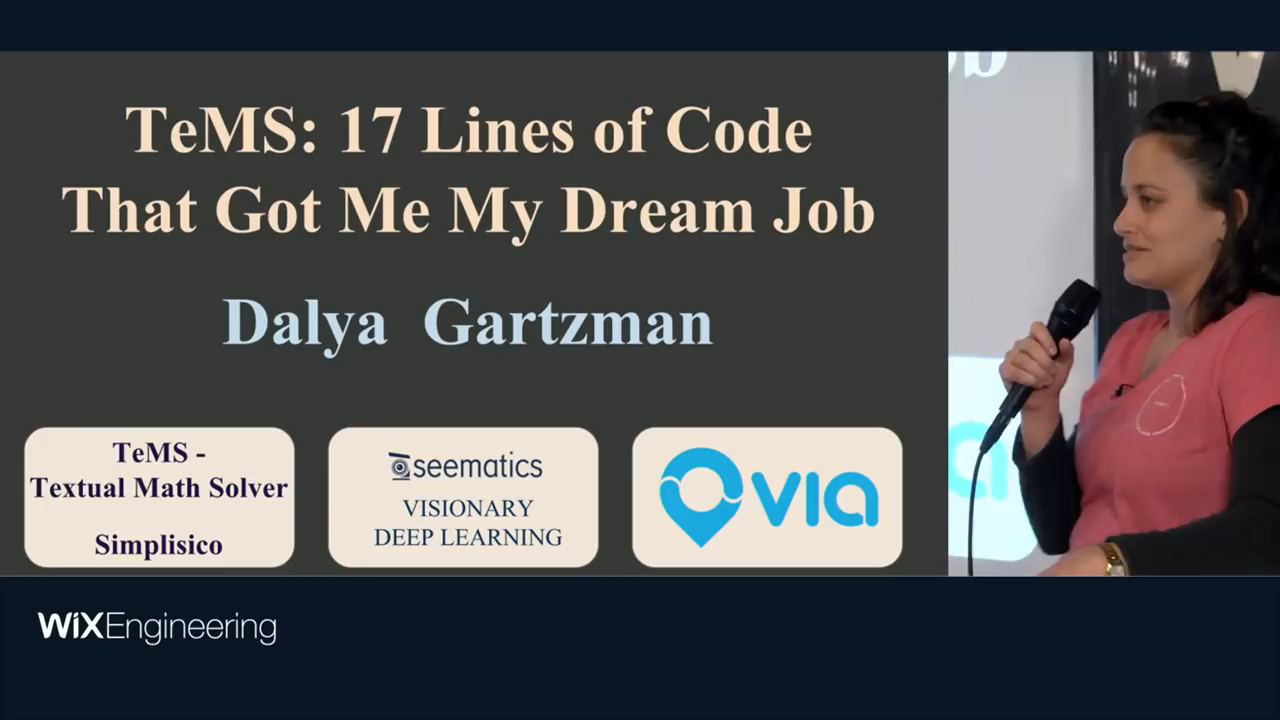 TeMS: 17 Lines of Code
That Got Me My Dream Job
Dalya Gartzman
TeMS -
Textual Math Solver
Simplisico
seematics
VISIONARY
DEEP LEARNING
VIA
WiXEngineering